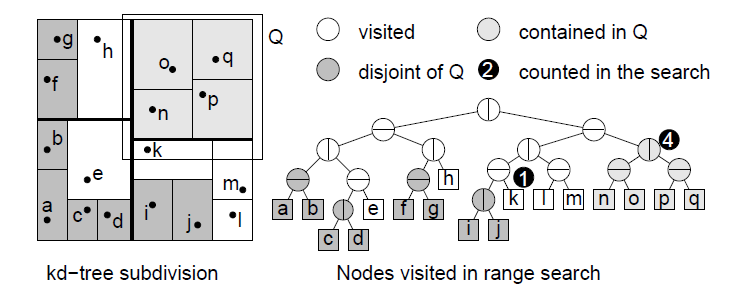 g
h
f
o
q
Q
n
p
b
k
e
m
a
c
d
i
j
l
visited
contained in Q
disjoint of Q
2 counted in the search
4
h
1
a b
e
f g
k
l m
n o
p q
c d
i j
kd-tree subdivision
Nodes visited in range search